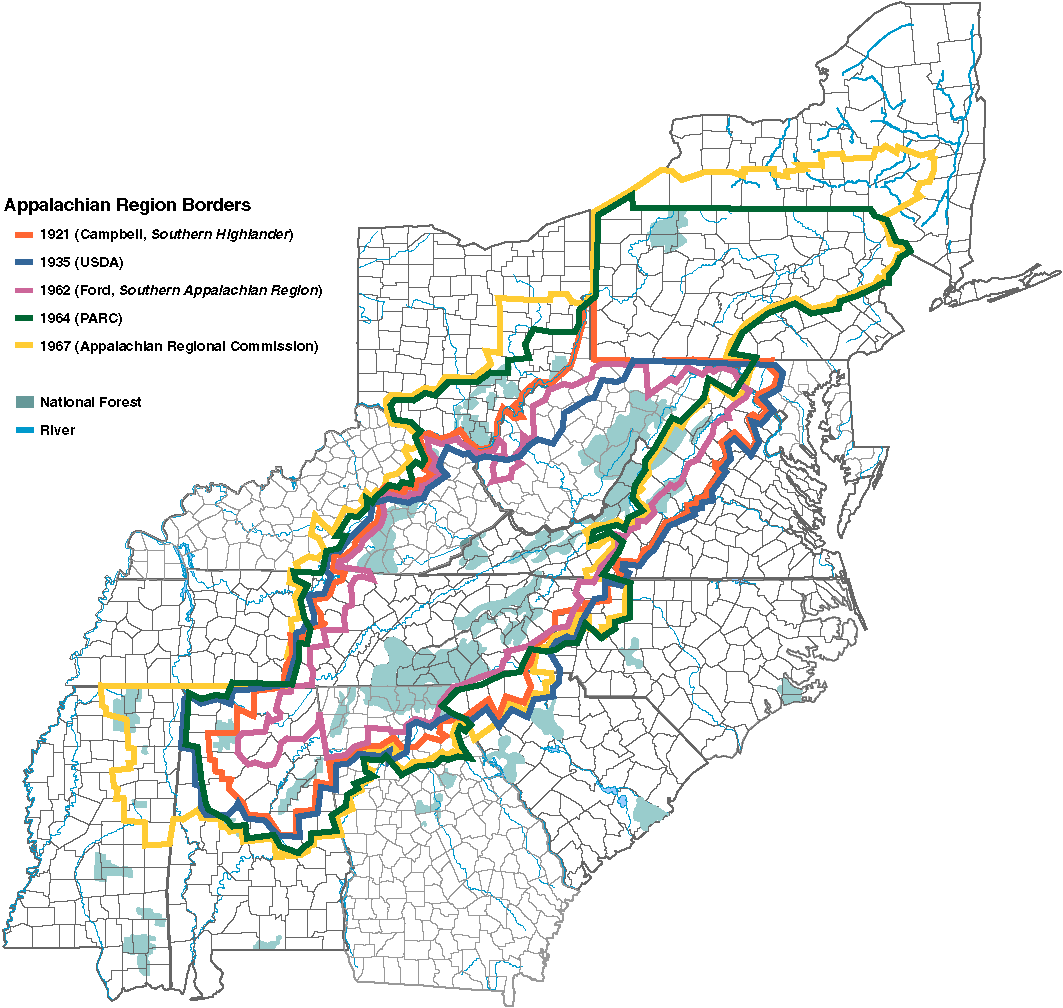 Appalachian Region Borders
1921 (Campbell, Southern Highlander)
1935 (USDA)
1962 (Ford, Southern Appalachian Region)
1964 (PARC)
1967 (Appalachian Regional Commission)
National Forest
River